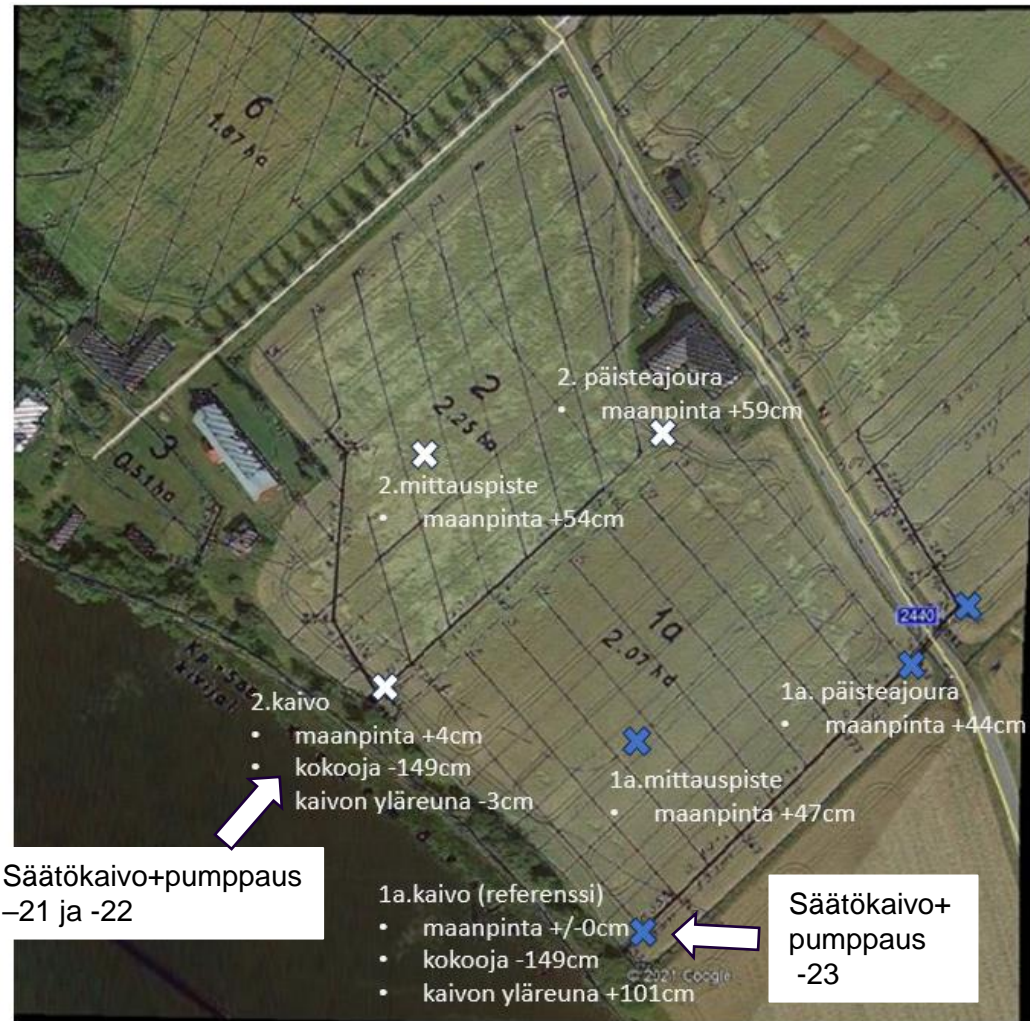 6
1.87 ha
2
2.25 ha
3
0.51 ha
2. päisteajoura
• maanpinta +59cm
2.mittauspiste
• maanpinta +54cm
1a
2.07 ha
2440
1a. päisteajoura
• maanpinta +44cm
2.kaivo
• maanpinta +4cm
• kokooja -149cm
kaivon yläreuna -3cm
1a.mittauspiste
• maanpinta +47cm
Säätökaivo+pumppaus
–21 ja -22
1a.kaivo (referenssi)
• maanpinta +/-0cm
• kokooja -149cm
• kaivon yläreuna +101cm
Säätökaivo+
pumppaus
-23
© 2021 Google